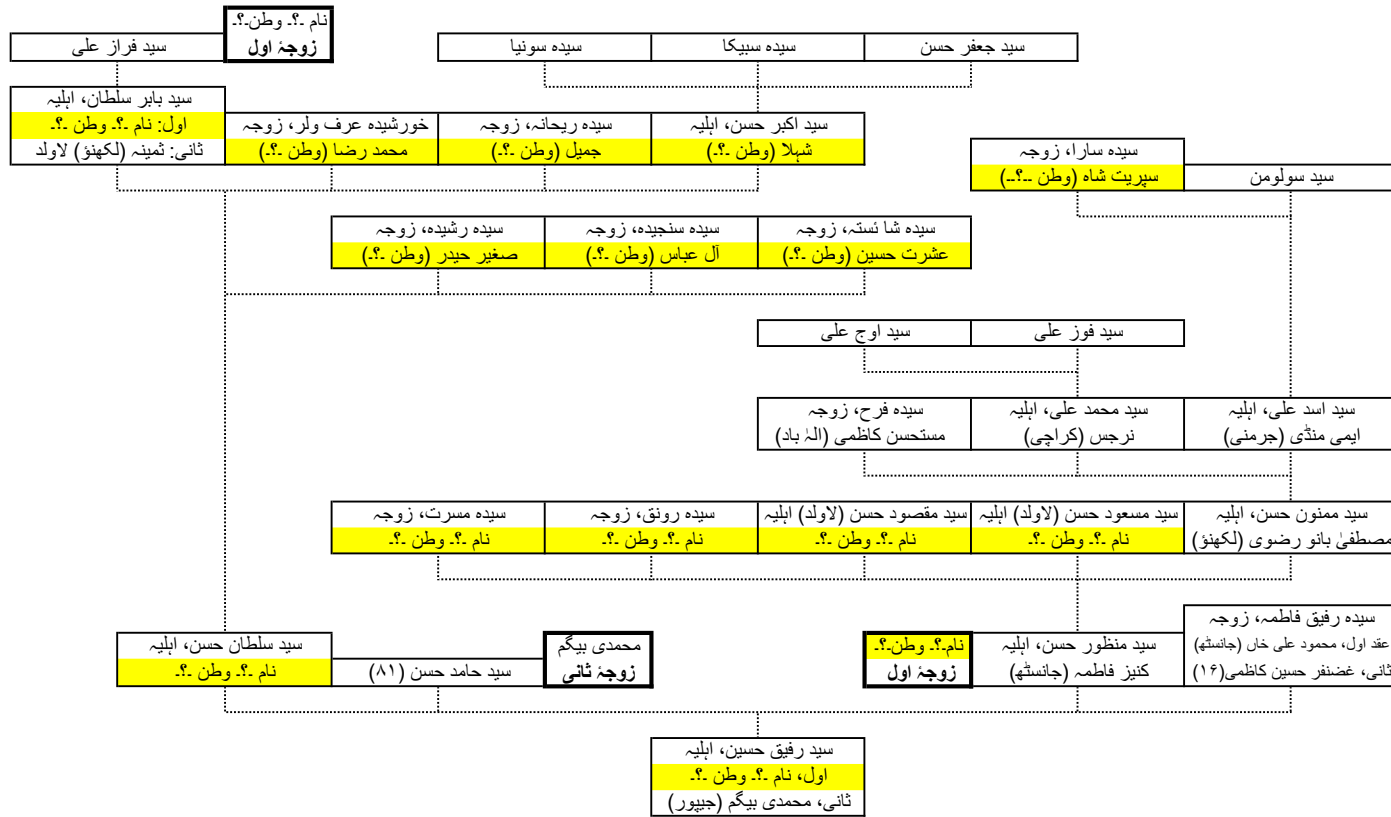 نام ـ؟ـ وطن ـ؟ـ
زوجۂ اول
سید جعفر حسن
سیدہ سبیکا
سیدہ سونیا
سید فراز علی
سید اکبر حسن، اہلیہ
شہلا (وطن ـ؟ـ)
سیدہ ریحانہ، زوجہ
جمیل (وطن ـ؟ـ)
خورشیدہ عرف ولر، زوجہ
محمد رضا (وطن ـ؟ـ)
سید بابر سلطان، اہلیہ
اول: نام ـ؟ـ وطن ـ؟ـ
ثانی: ثمینہ (لکھنؤ) لاولد
سیدہ سارا، زوجہ
سپریت شاہ (وطن ــ؟ــ)
سید سولومن
سیدہ شا ئستہ، زوجہ
عشرت حسین (وطن ـ؟ـ)
سیدہ سنجیدہ، زوجہ
آل عباس (وطن ـ؟ـ)
سیدہ رشیدہ، زوجہ
صغیر حیدر (وطن ـ؟ـ)
سید فوز علی
سید اوج علی
سید اسد علی، اہلیہ
ایمی منڈی (جرمنی)
سید محمد علی، اہلیہ
نرجس (کراچی)
سیدہ فرح، زوجہ
مستحسن کاظمی (الہٰ باد)
سید ممنون حسن، اہلیہ
مصطفیٰ بانو رضوی (لکھنؤ)
سید مسعود حسن (لاولد) اہلیہ
نام ـ؟ـ وطن ـ؟ـ
سید مقصود حسن (لاولد) اہلیہ
نام ـ؟ـ وطن ـ؟ـ
سیدہ رونق، زوجہ
نام ـ؟ـ وطن ـ؟ـ
سیدہ مسرت، زوجہ
نام ـ؟ـ وطن ـ؟ـ
سیدہ رفیق فاطمہ، زوجہ
عقد اول، محمود علی خاں (جانسٹھ)
ثانی، غضنفر حسین کاظمی(۱۶)
سید منظور حسن، اہلیہ
کنیز فاطمہ (جانسٹھ)
نام۔؟ـ وطن۔؟ـ
زوجۂ اول
محمدی بیگم
زوجۂ ثانی
سید حامد حسن (۸۱)
سید سلطان حسن، اہلیہ
نام ـ؟ـ وطن ـ؟ـ
سید رفیق حسین، اہلیہ
اول، نام ـ؟ـ وطن ـ؟ـ
ثانی، محمدی بیگم (جیپور)